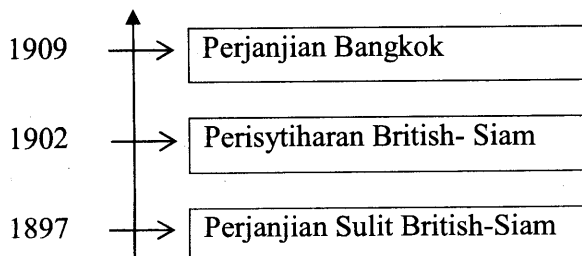 1909 Perjanjian Bangkok
1902 Perisytiharan British- Siam
1897 Perjanjian Sulit British-Siam